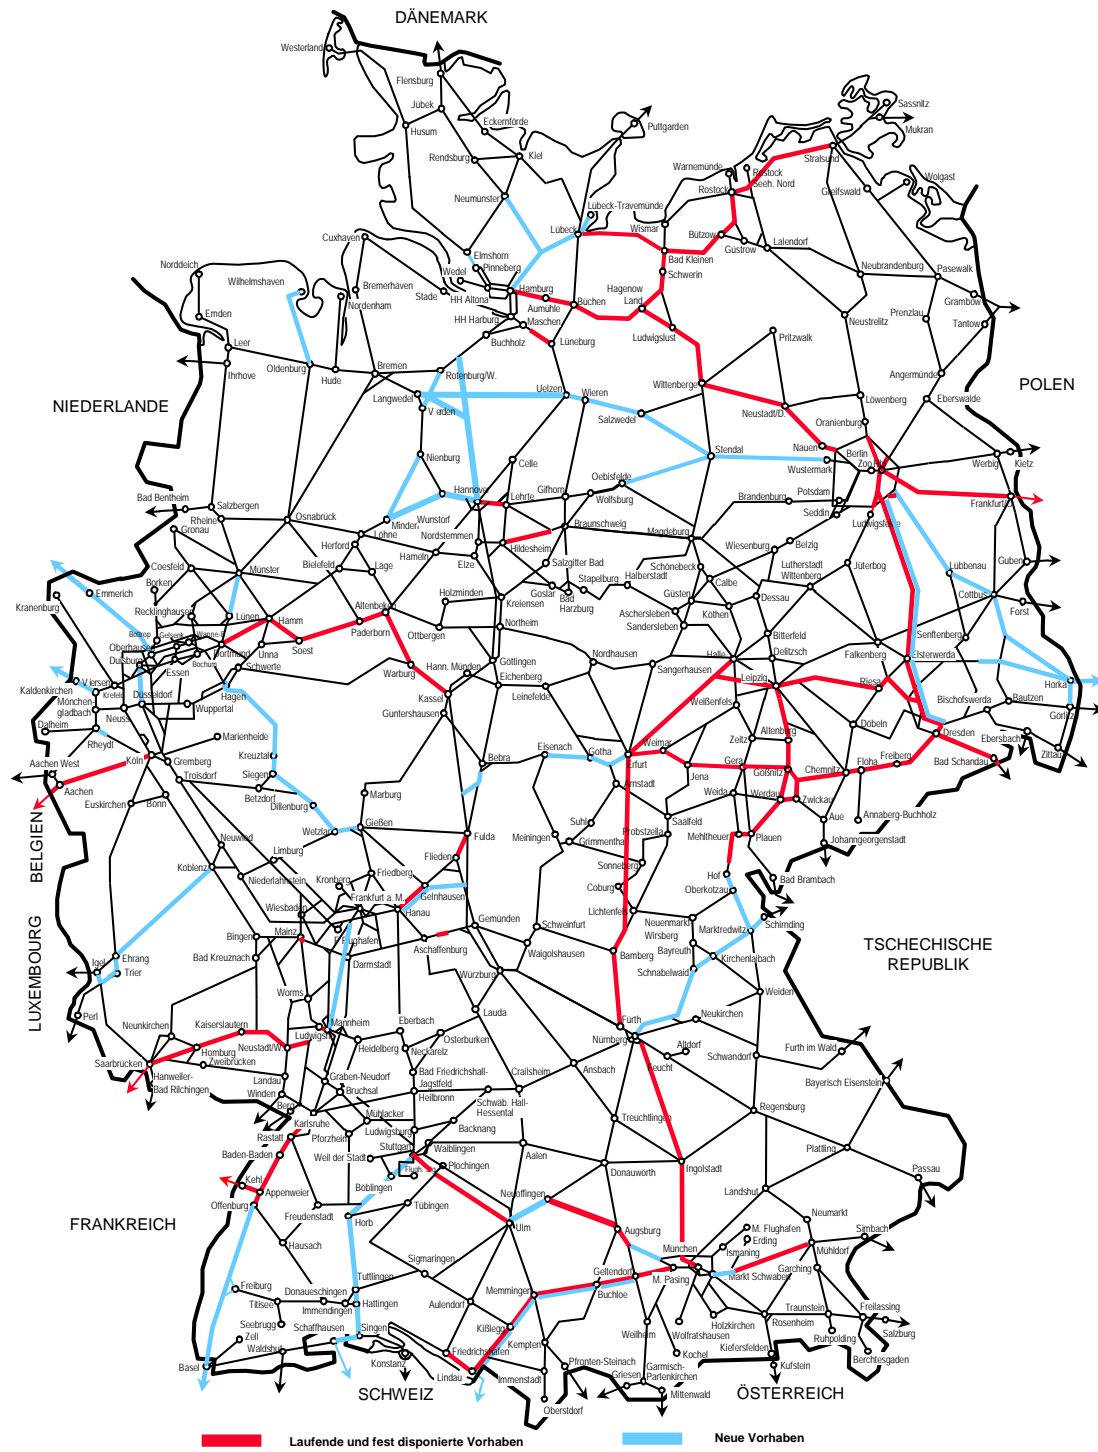 DÄNEMARK
Westerland
Flensburg
Jübek
Husum
Eckernförde
Puttgarden
Sassnitz
Mukran
Rendsburg
Kiel
Stralsund
Warnemünde
Rostock
Seeh. Nord
Rostock
Greifswald
Wolgast
Neumünster
Lübeck-Travemünde
Lübeck
Wismar
Bützow
Güstrow
Lalendorf
Cuxhaven
Elmshorn
Pinneberg
Bad Kleinen
Schwerin
Norddeich
Wilhelmshaven
Wedel
Neubrandenburg
Pasewalk
Bremerhaven
Stade
HH Altona
Hamburg
Aumühle
Büchen
Hagenow
Land
Grambow
Nordenham
Emden
HH Harburg
Maschen
Buchholz
Lüneburg
Ludwigslust
Pritzwalk
Neustrelitz
Prenzlau
Tantow
Leer
Ihrhove
Oldenburg
Hude
Bremen
Rotenburg/W.
Wittenberge
Angermünde
POLEN
NIEDERLANDE
Langwedel
Verden
Uelzen
Wieren
Salzwedel
Neustadt/D.
Löwenberg
Eberswalde
Oranienburg
Nienburg
Celle
Stendal
Nauen
Wustermark
Berlin
Zoo
Werbig
Kietz
Bad Bentheim
Salzbergen
Rheine
Gronau
Osnabrück
Hannover
Lehrte
Gifhorn
Oebisfelde
Wolfsburg
Brandenburg
Potsdam
Seddin
Ludwigsfelde
Frankfurt/O.
Minden
Wunstorf
Löhne
Nordstemmen
Braunschweig
Magdeburg
Herford
Hameln
Hildesheim
Wiesenburg
Belzig
Coesfeld
Münster
Bielefeld
Lage
Elze
Salzgitter Bad
Schönebeck
Lutherstadt
Wittenberg
Jüterbog
Lübbenau
Guben
Emmerich
Kranenburg
Borken
Goslar
Bad
Harzburg
Stapelburg
Halberstadt
Calbe
Cottbus
Forst
Recklinghausen
Lünen
Hamm
Altenbeken
Holzminden
Kreiensen
Güsten
Aschersleben
Sandersleben
Köthen
Dessau
Bottrop
Gelsenk.
Wanne-E.
Oberhausen
Duisburg
Dortmund
Unna
Soest
Paderborn
Ottbergen
Northeim
Bitterfeld
Senftenberg
Essen
Bochum
Schwerte
Warburg
Hann. Münden
Göttingen
Nordhausen
Sangerhausen
Halle
Delitzsch
Falkenberg
Elsterwerda
Viersen
Kaldenkirchen
Krefeld
Düsseldorf
Hagen
Wuppertal
Kassel
Eichenberg
Leinefelde
Leipzig
Riesa
Horka
Mönchen-
gladbach
Neuss
Guntershausen
Weißenfels
Bischofswerda
Bautzen
Görlitz
Dalheim
Rheydt
Marienheide
Döbeln
Dresden
Ebersbach
Zittau
Aachen West
Köln
Gremberg
Kreuztal
Bebra
Eisenach
Gotha
Erfurt
Weimar
Zeitz
Altenburg
Gera
Gößnitz
Chemnitz
Flöha
Freiberg
Bad Schandau
Aachen
Troisdorf
Siegen
Betzdorf
Dillenburg
Marburg
Arnstadt
Jena
Euskirchen
Bonn
Weida
Werdau
Zwickau
Suhl
Saalfeld
Probstzella
Aue
Annaberg-Buchholz
Wetzlar
Gießen
Fulda
Meiningen
Grimmenthal
Mehltheuer
Plauen
Johanngeorgenstadt
BELGIEN
Neuwied
Limburg
Flieden
Sonneberg
Koblenz
Niederlahnstein
Friedberg
Kronberg
Gelnhausen
Coburg
Hof
Oberkotzau
Bad Brambach
Wiesbaden
Frankfurt a. M.
Hanau
Lichtenfels
Gemünden
Schweinfurt
Neuenmarkt
Wirsberg
Marktredwitz
Schirnding
Bingen
Mainz
F. Flughafen
Aschaffenburg
Waigolshausen
Bamberg
Bayreuth
Kirchenlaibach
Schnabelwaid
TSCHECHISCHE
REPUBLIK
LUXEMBOURG
Ehrang
Igel
Trier
Bad Kreuznach
Darmstadt
Würzburg
Weiden
Perl
Worms
Lauda
Neukirchen
Neunkirchen
Kaiserslautern
Ludwigsh.
Mannheim
Eberbach
Osterburken
Fürth
Nürnberg
Altdorf
Feucht
Schwandorf
Furth im Wald
Saarbrücken
Homburg
Zweibrücken
Neustadt/W.
Heidelberg
Neckarelz
Hanweiler-
Bad Rilchingen
Landau
Winden
Berg
Graben-Neudorf
Bruchsal
Bad Friedrichshall-
Jagstfeld
Heilbronn
Crailsheim
Ansbach
Bayerisch Eisenstein
Schwäb. Hall-
Hessental
Karlsruhe
Mühlacker
Ludwigsburg
Backnang
Treuchtlingen
Regensburg
Rastatt
Pforzheim
Stuttgart
Waiblingen
Plattling
Baden-Baden
Weil der Stadt
Plochingen
Aalen
Donauwörth
Ingolstadt
Passau
Kehl
Appenweier
Böblingen
Offenburg
Tübingen
Neuoffingen
Landshut
FRANKREICH
Freudenstadt
Horb
Ulm
Augsburg
M. Flughafen
Erding
Neumarkt
Simbach
Hausach
Ismaning
Mühldorf
Sigmaringen
München
Geltendorf
M. Pasing
Markt Schwaben
Garching
Freiburg
Titisee
Donaueschingen
Immendingen
Tuttlingen
Hattingen
Memmingen
Buchloe
Aulendorf
Seebrugg
Schaffhausen
Singen
Kißlegg
Weilheim
Wolfratshausen
Holzkirchen
Rosenheim
Traunstein
Freilassing
Salzburg
Zell
Waldshut
Konstanz
Friedrichshafen
Kempten
Kiefersfelden
Ruhpolding
Berchtesgaden
Basel
Lindau
Immenstadt
Pfronten-Steinach
Griesen
Kochel
Garmisch-
Partenkirchen
Kufstein
SCHWEIZ
Oberstdorf
Mittenwald
ÖSTERREICH
Laufende und fest disponierte Vorhaben
Neue Vorhaben